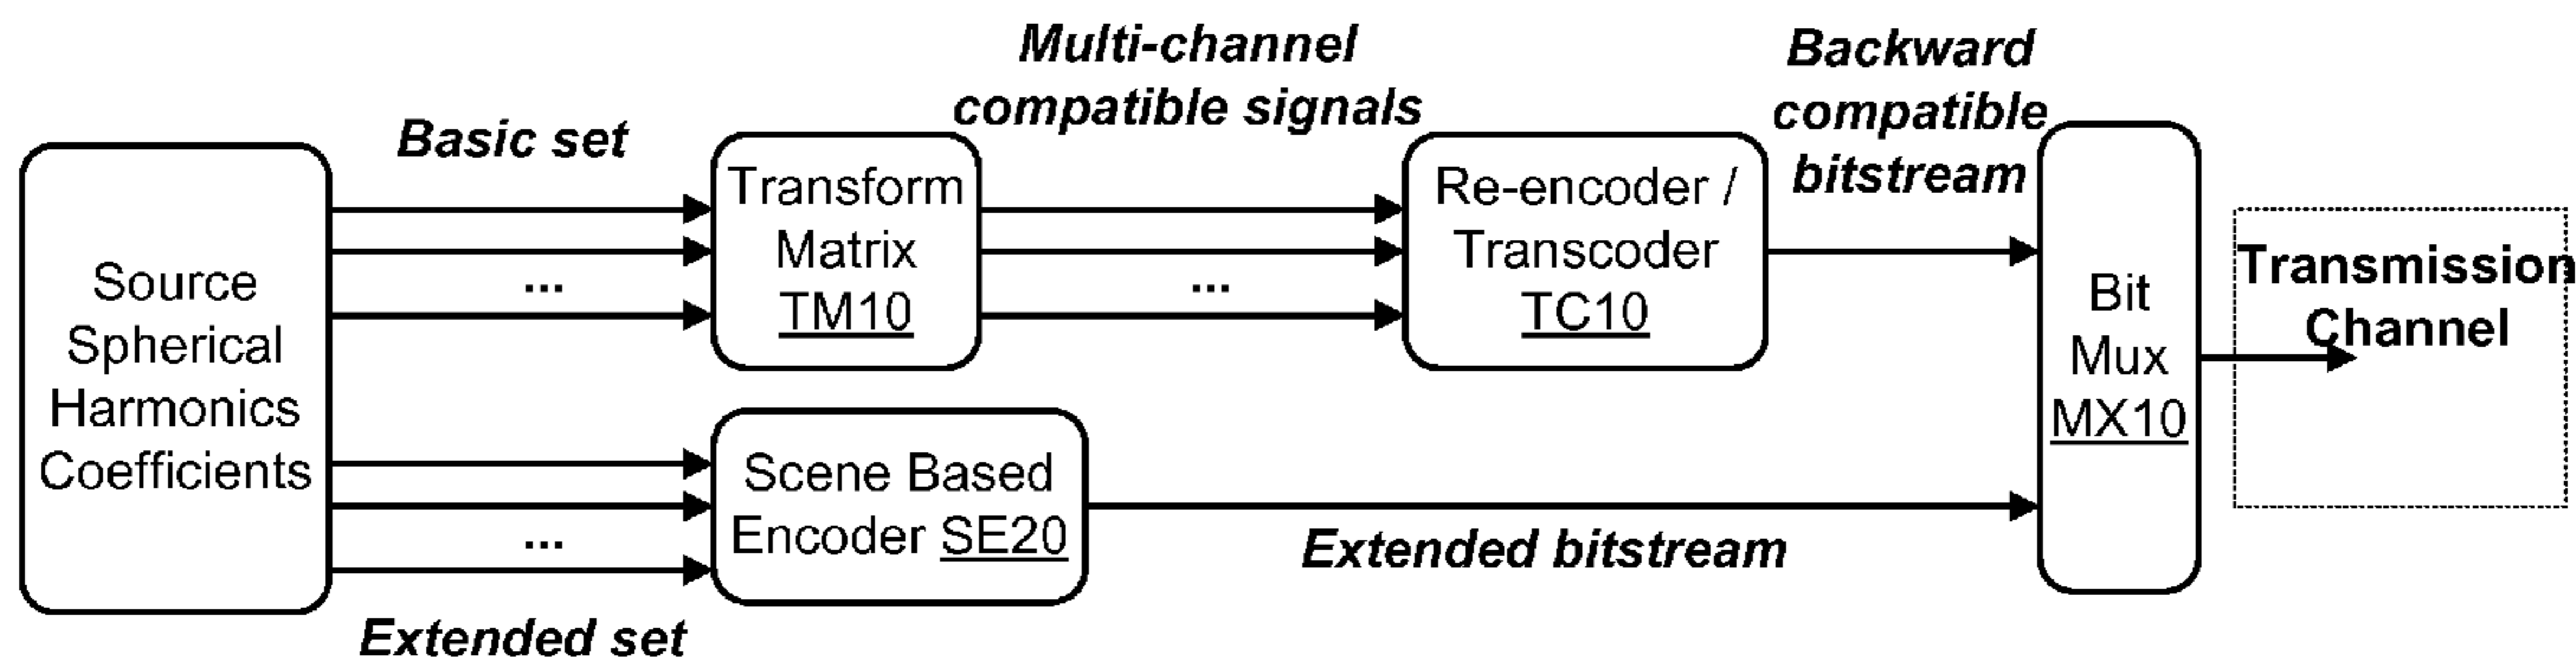 Source
Spherical
Harmonics
Coefficients
Basic set
...
Extended set
...
Transform
Matrix
TM10
Multi-channel
compatible signals
...
Re-encoder /
Transcoder
TC10
Scene Based
Encoder SE20
Backward
compatible
bitstream
Extended bitstream
Bit
Mux
MX10
Transmission
Channel